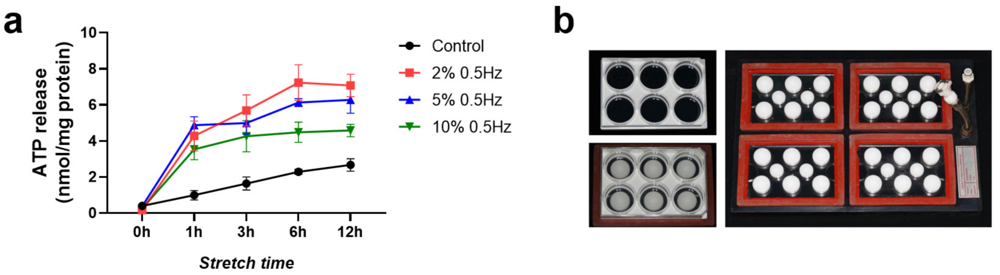 a
b
10
8
6
4
2
0
ATP release
(nmol/mg protein)
0h
1h
3h
6h
12h
Stretch time
Control
2% 0.5Hz
5% 0.5Hz
10% 0.5Hz